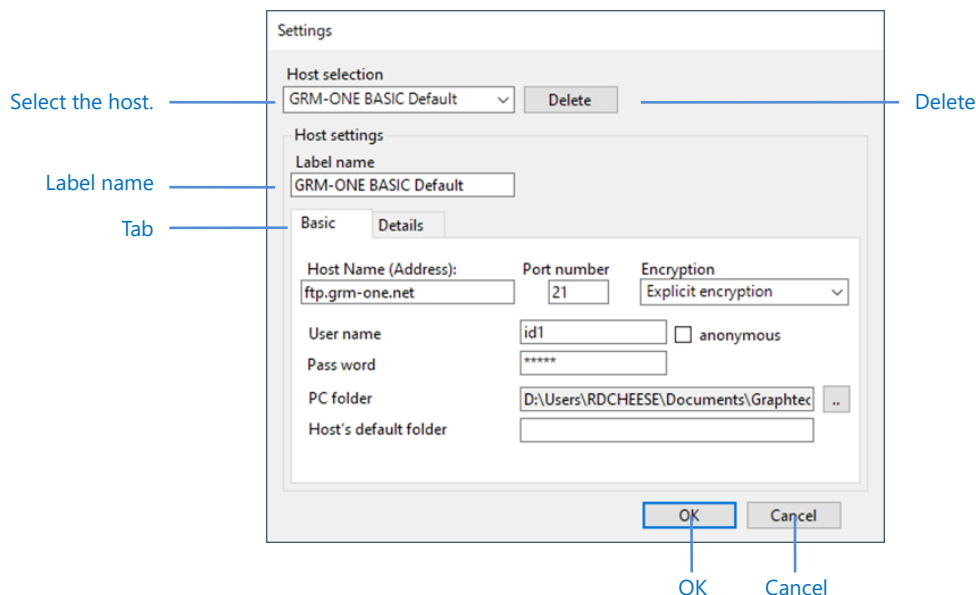 Settings
Host selection
Select the host.
GRM-ONE BASIC Default
Delete
Delete
Host settings
Label name
Label name
GRM-ONE BASIC Default
Tab
Basic
Details
Host Name (Address):
Port number
Encryption
ftp.grm-one.net
21
Explicit encryption
User name
id1
anonymous
Pass word
*****
PC folder
D:\Users\RDCHEESE\Documents\Graphtec
..
Host's default folder
OK
Cancel
OK
Cancel